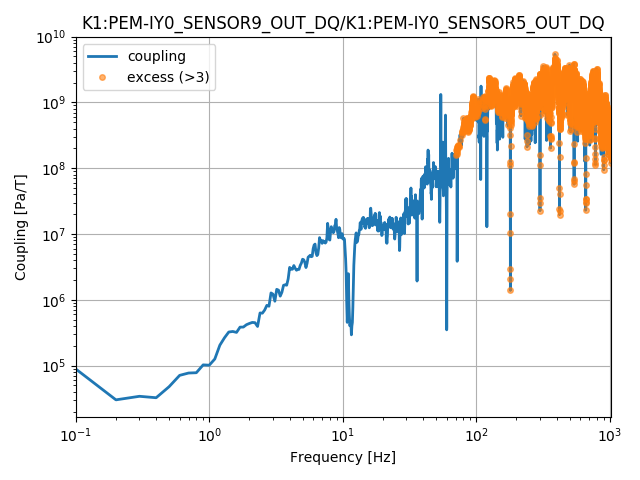 K1:PEM-IY0_SENSOR9_OUT_DQ/K1:PEM-IY0_SENSOR5_OUT_DQ
coupling
excess (>3)
Coupling [Pa/T]
10^10
10^9
10^8
10^7
10^6
10^5
10^−1
10^0
10^1
10^2
10^3
Frequency [Hz]